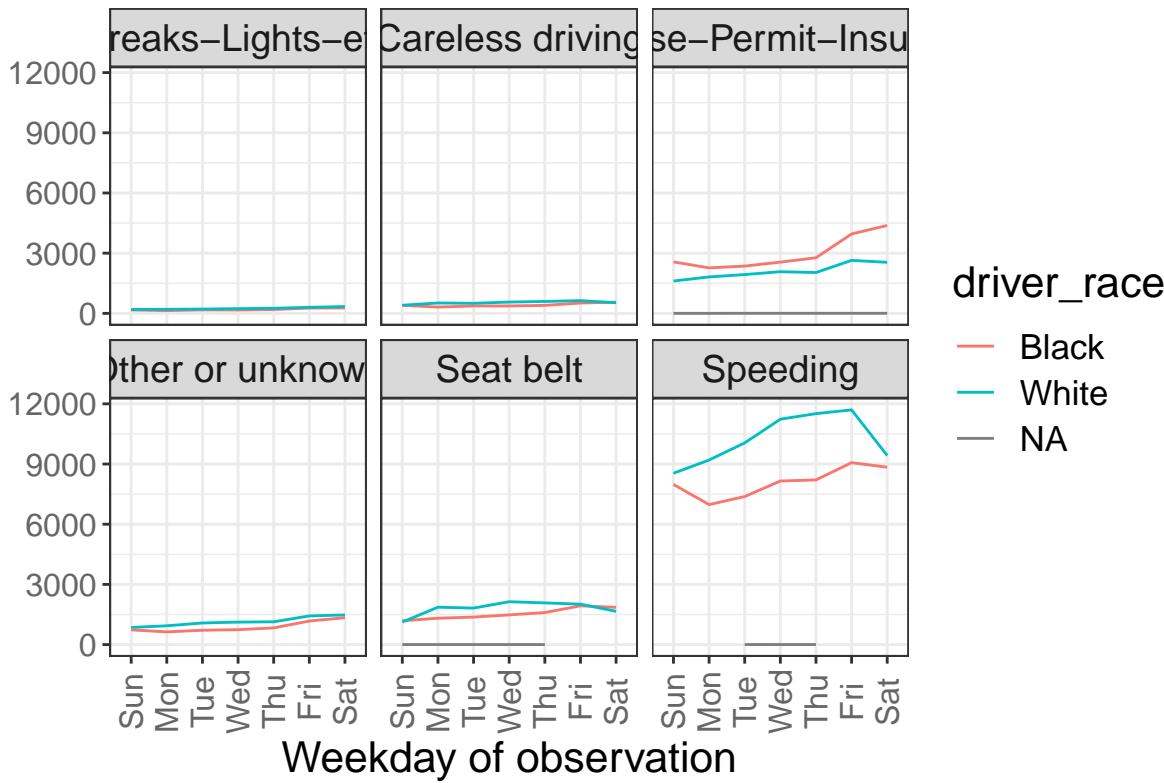 reaks–Lights–e
Careless driving
se–Permit–Insu
12000
9000
6000
3000
0
Other or unknow
Seat belt
Speeding
12000
9000
6000
3000
0
Sun
Mon
Tue
Wed
Thu
Fri
Sat
Sun
Mon
Tue
Wed
Thu
Fri
Sat
Sun
Mon
Tue
Wed
Thu
Fri
Sat
Weekday of observation
driver_race
Black
White
NA